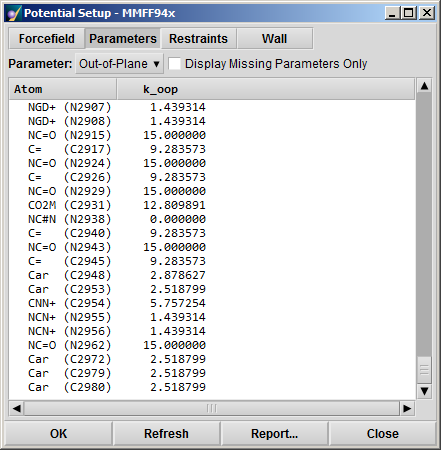 Potential Setup - MMFF94x
Forcefield Parameters Restraints Wall
Parameter: Out-of-Plane Display Missing Parameters Only
Atom k_oop
NGD+ (N2907) 1.439314
NGD+ (N2908) 1.439314
NC=O (N2915) 15.000000
C= (C2917) 9.283573
NC=O (N2924) 15.000000
C= (C2926) 9.283573
NC=O (N2929) 15.000000
CO2M (C2931) 12.809891
NC#N (N2938) 0.000000
C= (C2940) 9.283573
NC=O (N2943) 15.000000
C= (C2945) 9.283573
Car (C2948) 2.878627
Car (C2953) 2.518799
CNN+ (C2954) 5.757254
NCN+ (N2955) 1.439314
NCN+ (N2956) 1.439314
NC=O (N2962) 15.000000
Car (C2972) 2.518799
Car (C2979) 2.518799
Car (C2980) 2.518799
OK Refresh Report... Close